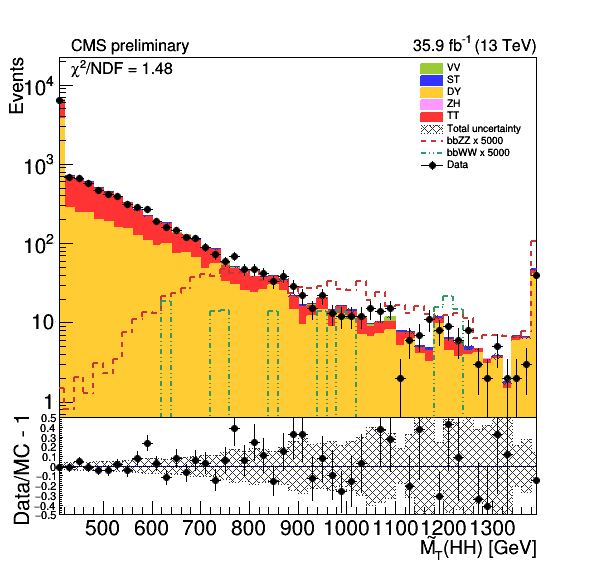 CMS preliminary 35.9 fb⁻¹ (13 TeV)
χ²/NDF = 1.48
Events
10⁴
10³
10²
10
1
VV
ST
DY
ZH
TT
Total uncertainty
bbZZ x 5000
bbWW x 5000
Data
Data/MC - 1
0.5
0.4
0.3
0.2
0.1
0
-0.1
-0.2
-0.3
-0.4
-0.5
500 600 700 800 900 1000 1100 1200 1300
M̃_T(HH) [GeV]